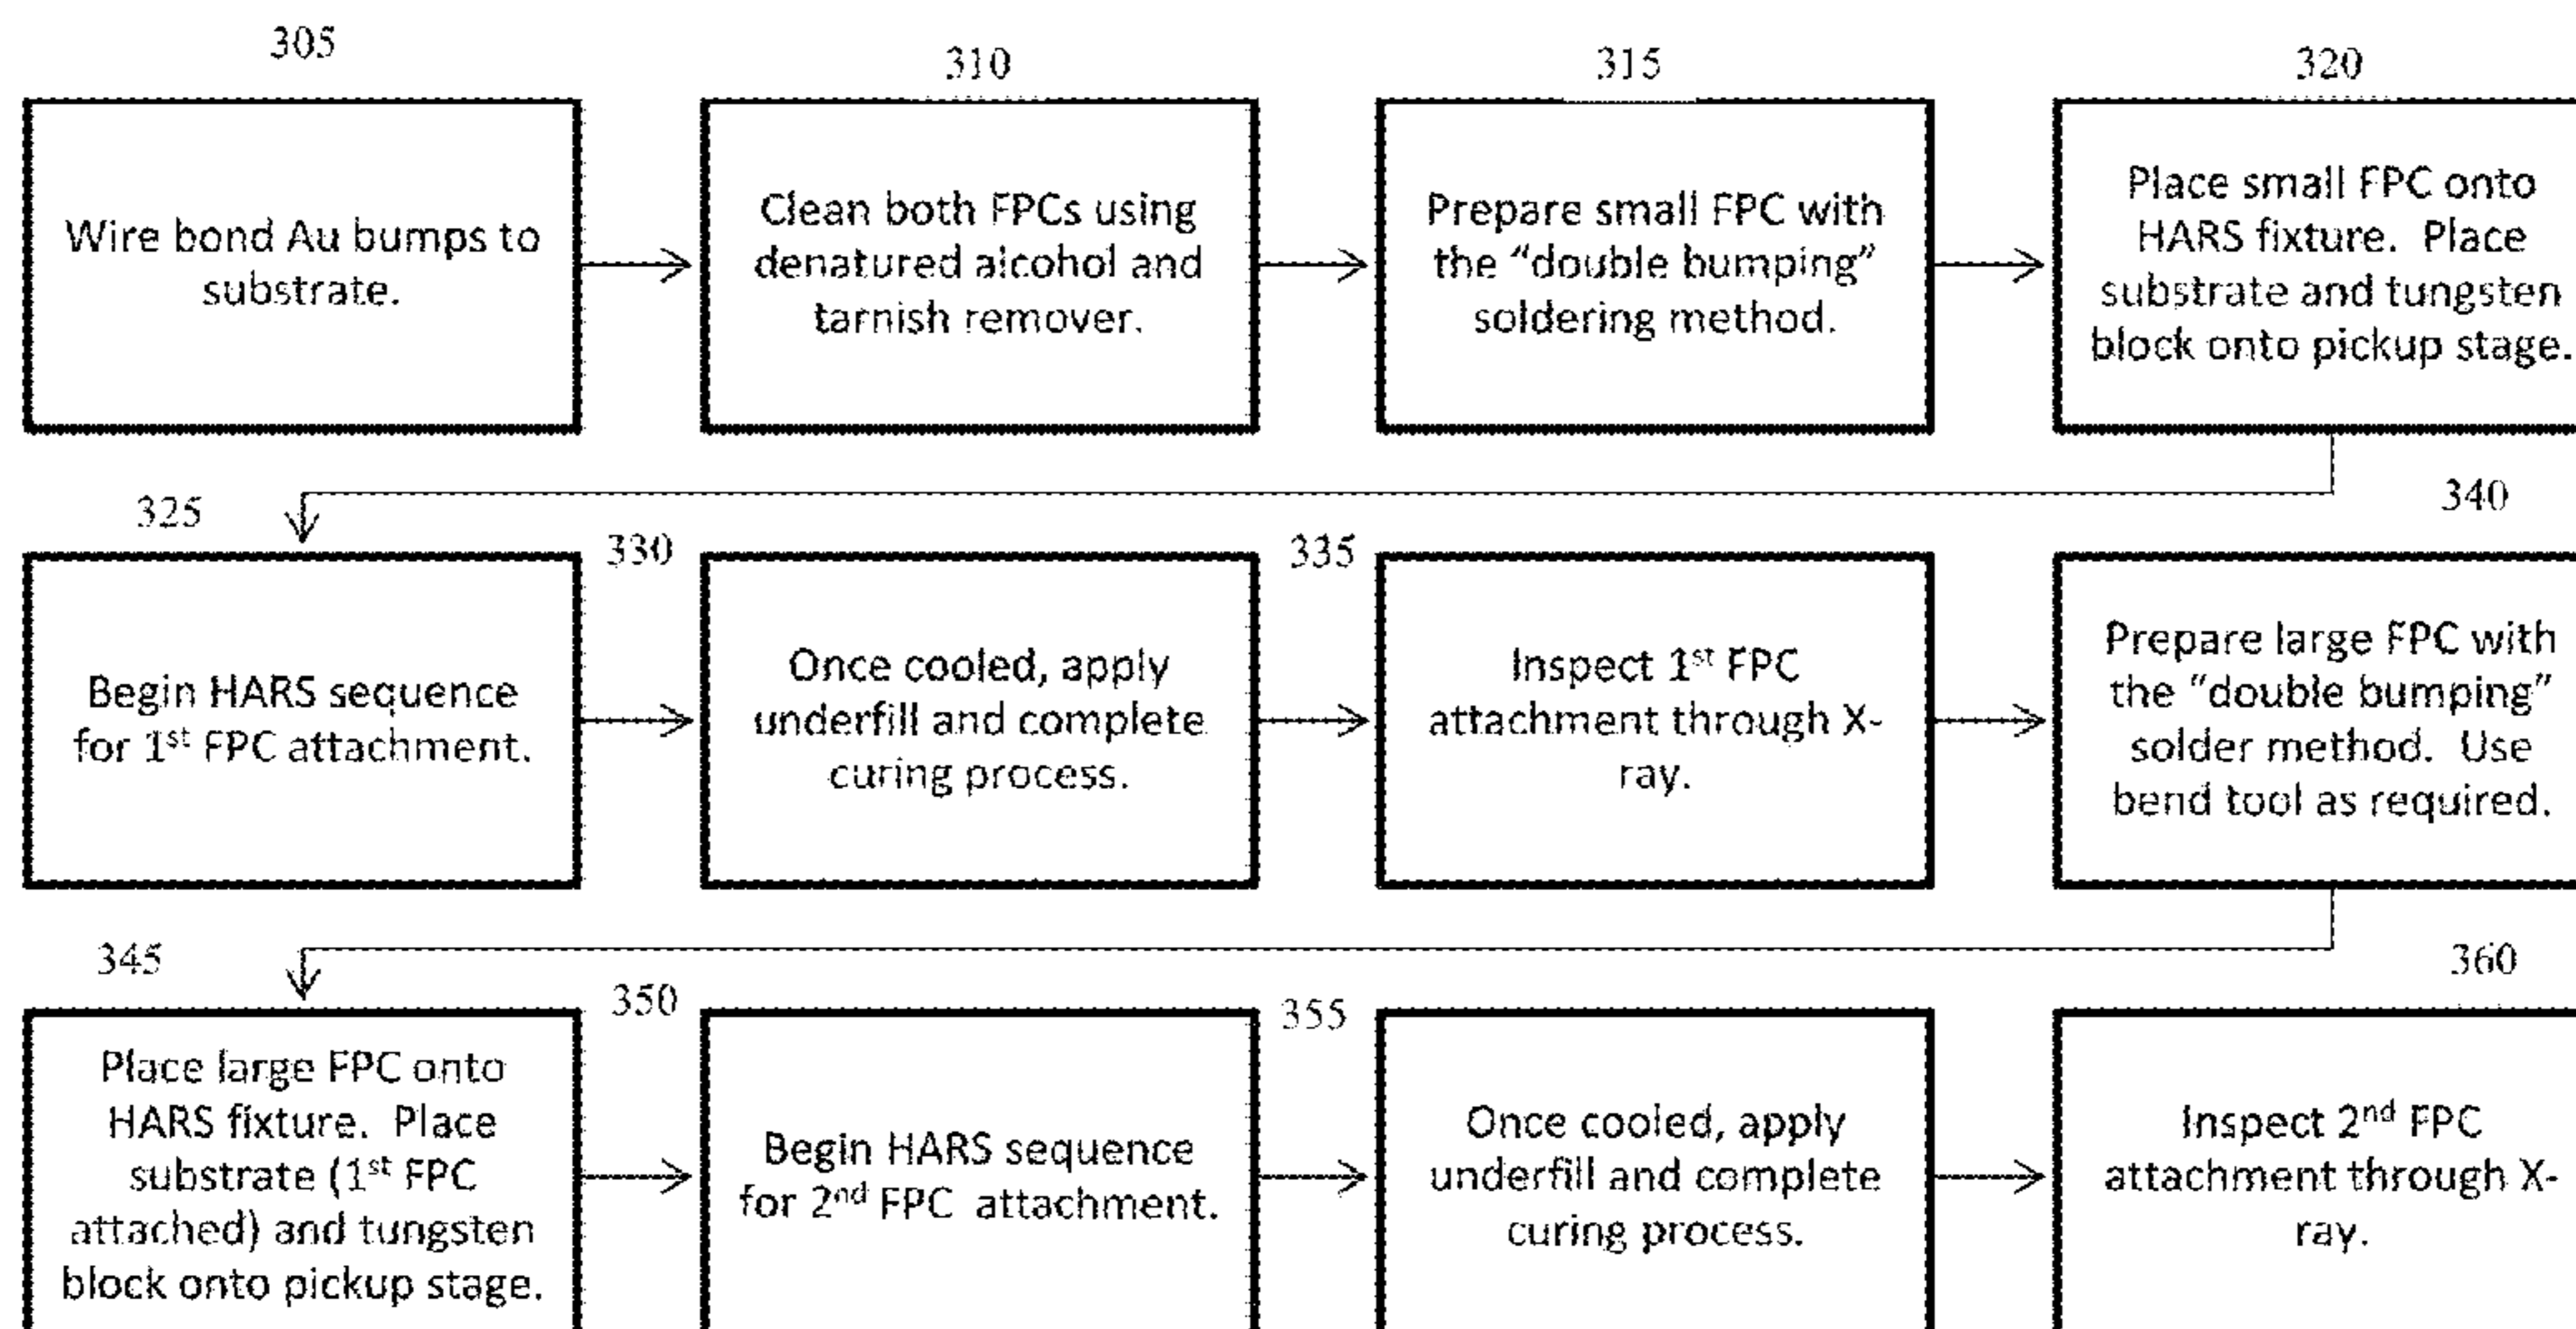 305
310
315
320
Wire bond Au bumps to
substrate.
Clean both FPCs using
denatured alcohol and
tarnish remover.
Prepare small FPC with
the “double bumping”
soldering method.
Place small FPC onto
HARS fixture. Place
substrate and tungsten
block onto pickup stage.
325
330
335
340
Begin HARS sequence
for 1st FPC attachment.
Once cooled, apply
underfill and complete
curing process.
Inspect 1st FPC
attachment through X-
ray.
Prepare large FPC with
the “double bumping”
solder method. Use
bend tool as required.
345
350
355
360
Place large FPC onto
HARS fixture. Place
substrate (1st FPC
attached) and tungsten
block onto pickup stage.
Begin HARS sequence
for 2nd FPC attachment.
Once cooled, apply
underfill and complete
curing process.
Inspect 2nd FPC
attachment through X-
ray.